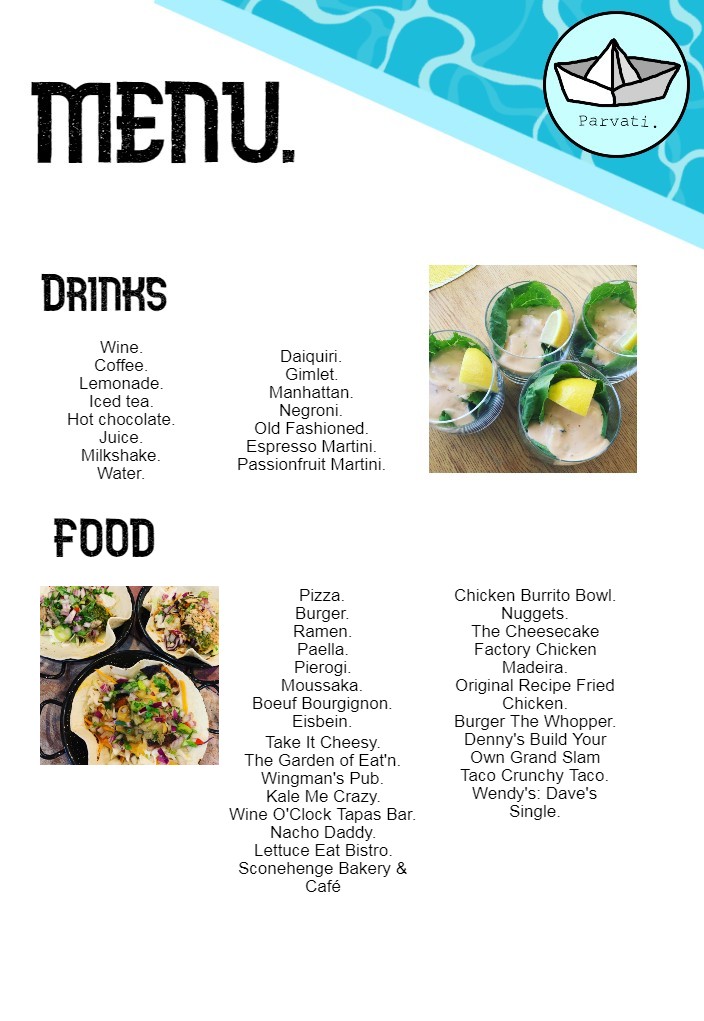 Parvati.
MENU.
DRINKS
Wine.
Coffee.
Lemonade.
Iced tea.
Hot chocolate.
Juice.
Milkshake.
Water.
Daiquiri.
Gimlet.
Manhattan.
Negroni.
Old Fashioned.
Espresso Martini.
Passionfruit Martini.
FOOD
Pizza.
Burger.
Ramen.
Paella.
Pierogi.
Moussaka.
Boeuf Bourgignon.
Eisbein.
Take It Cheesy.
The Garden of Eat'n.
Wingman's Pub.
Kale Me Crazy.
Wine O'Clock Tapas Bar.
Nacho Daddy.
Lettuce Eat Bistro.
Sconehenge Bakery &
Café
Chicken Burrito Bowl.
Nuggets.
The Cheesecake
Factory Chicken
Madeira.
Original Recipe Fried
Chicken.
Burger The Whopper.
Denny's Build Your
Own Grand Slam
Taco Crunchy Taco.
Wendy's: Dave's
Single.